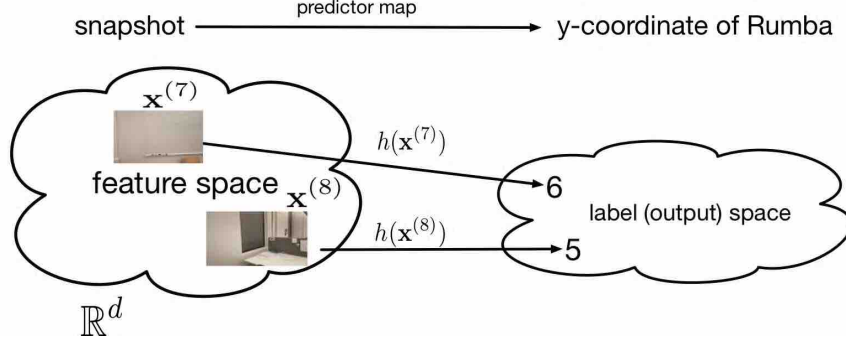 predictor map
snapshot y-coordinate of Rumba
𝐱⁽⁷⁾
h(𝐱⁽⁷⁾)
feature space
𝐱⁽⁸⁾
6
label (output) space
h(𝐱⁽⁸⁾)
5
ℝᵈ